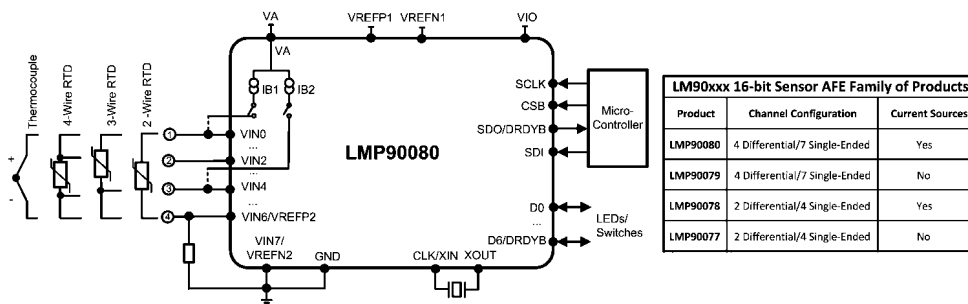 VA
VREFP1 VREFN1
VIO
VA
IB1
IB2
Thermocouple
4-Wire RTD
3-Wire RTD
2 -Wire RTD
+
-
1
2
3
4
VIN0
...
VIN2
...
VIN4
...
VIN6/VREFP2
VIN7/
VREFN2
GND
CLK/XIN XOUT
LMP90080
SCLK
CSB
SDO/DRDYB
SDI
Micro-
Controller
D0
...
D6/DRDYB
LEDs/
Switches
LM90xxx 16-bit Sensor AFE Family of Products
Product Channel Configuration Current Sources
LMP90080 4 Differential/7 Single-Ended Yes
LMP90079 4 Differential/7 Single-Ended No
LMP90078 2 Differential/4 Single-Ended Yes
LMP90077 2 Differential/4 Single-Ended No